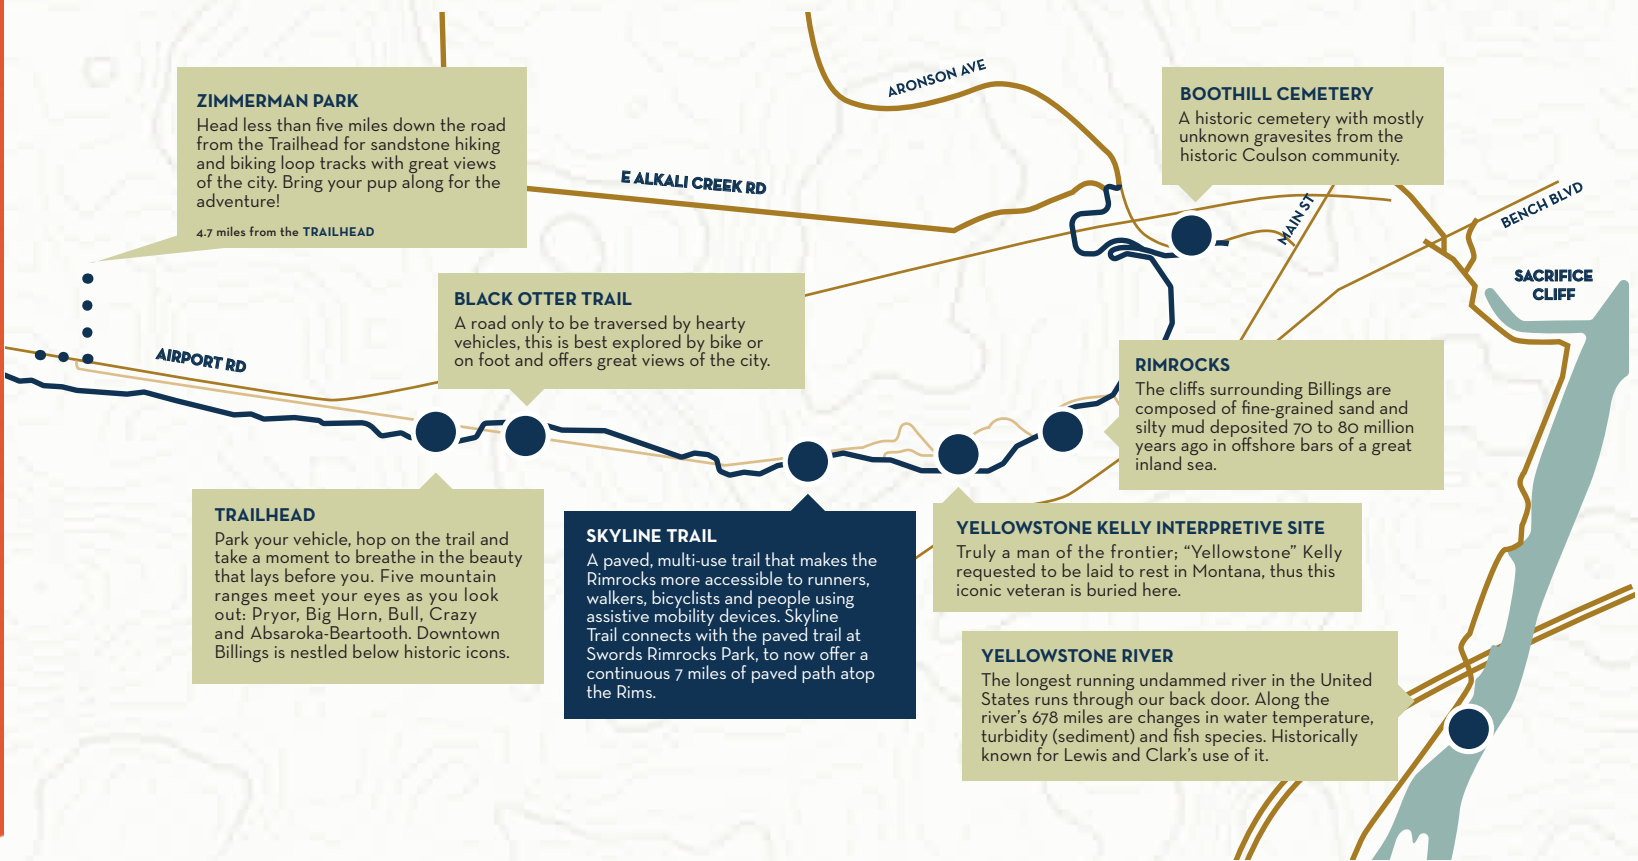 ARONSON AVE
ZIMMERMAN PARK
Head less than five miles down the road
from the Trailhead for sandstone hiking
and biking loop tracks with great views
of the city. Bring your pup along for the
adventure!
4.7 miles from the TRAILHEAD
BOOTHILL CEMETERY
A historic cemetery with mostly
unknown gravesites from the
historic Coulson community.
E ALKALI CREEK RD
MAIN ST
BENCH BLVD
SACRIFICE
CLIFF
BLACK OTTER TRAIL
A road only to be traversed by hearty
vehicles, this is best explored by bike or
on foot and offers great views of the city.
AIRPORT RD
RIMROCKS
The cliffs surrounding Billings are
composed of fine-grained sand and
silty mud deposited 70 to 80 million
years ago in offshore bars of a great
inland sea.
TRAILHEAD
Park your vehicle, hop on the trail and
take a moment to breathe in the beauty
that lays before you. Five mountain
ranges meet your eyes as you look
out: Pryor, Big Horn, Bull, Crazy
and Absaroka-Beartooth. Downtown
Billings is nestled below historic icons.
SKYLINE TRAIL
A paved, multi-use trail that makes the
Rimrocks more accessible to runners,
walkers, bicyclists and people using
assistive mobility devices. Skyline
Trail connects with the paved trail at
Swords Rimrocks Park, to now offer a
continuous 7 miles of paved path atop
the Rims.
YELLOWSTONE KELLY INTERPRETIVE SITE
Truly a man of the frontier; “Yellowstone” Kelly
requested to be laid to rest in Montana, thus this
iconic veteran is buried here.
YELLOWSTONE RIVER
The longest running undammed river in the United
States runs through our back door. Along the
river’s 678 miles are changes in water temperature,
turbidity (sediment) and fish species. Historically
known for Lewis and Clark’s use of it.